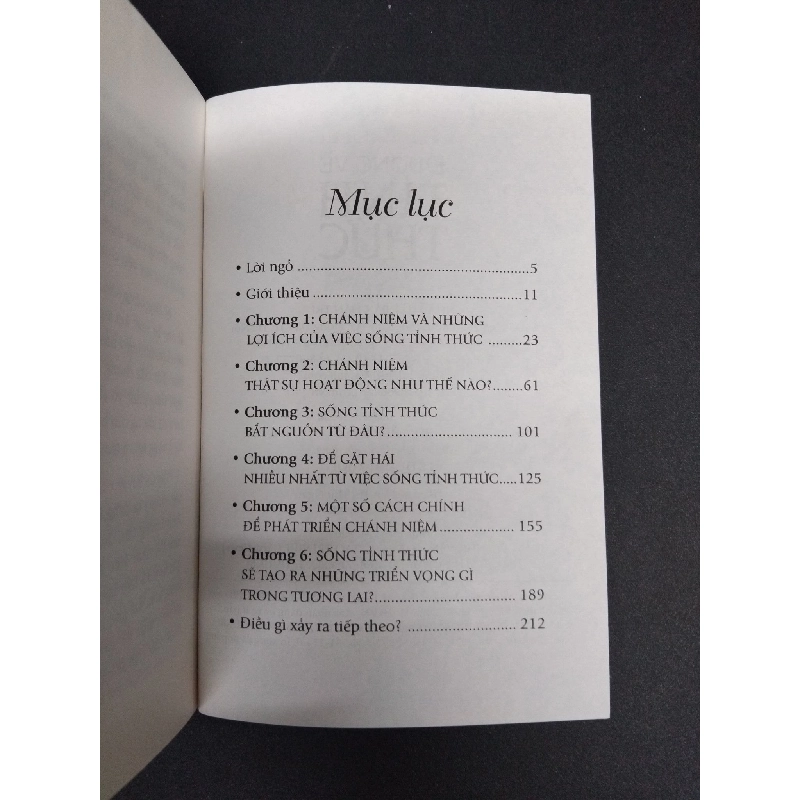 Mục lục
• Lời ngỏ ........................................................5
• Giới thiệu ..................................................11
• Chương 1: CHÁNH NIỆM VÀ NHỮNG
LỢI ÍCH CỦA VIỆC SỐNG TỈNH THỨC .........23
• Chương 2: CHÁNH NIỆM
THẬT SỰ HOẠT ĐỘNG NHƯ THẾ NÀO?........61
• Chương 3: SỐNG TỈNH THỨC
BẮT NGUỒN TỪ ĐÂU?.............................. 101
• Chương 4: ĐỂ GẶT HÁI
NHIỀU NHẤT TỪ VIỆC SỐNG TỈNH THỨC.....125
• Chương 5: MỘT SỐ CÁCH CHÍNH
ĐỂ PHÁT TRIỂN CHÁNH NIỆM .................. 155
• Chương 6: SỐNG TỈNH THỨC
SẼ TẠO RA NHỮNG TRIỂN VỌNG GÌ
TRONG TƯƠNG LAI?.................................. 189
• Điều gì xảy ra tiếp theo? .......................... 212